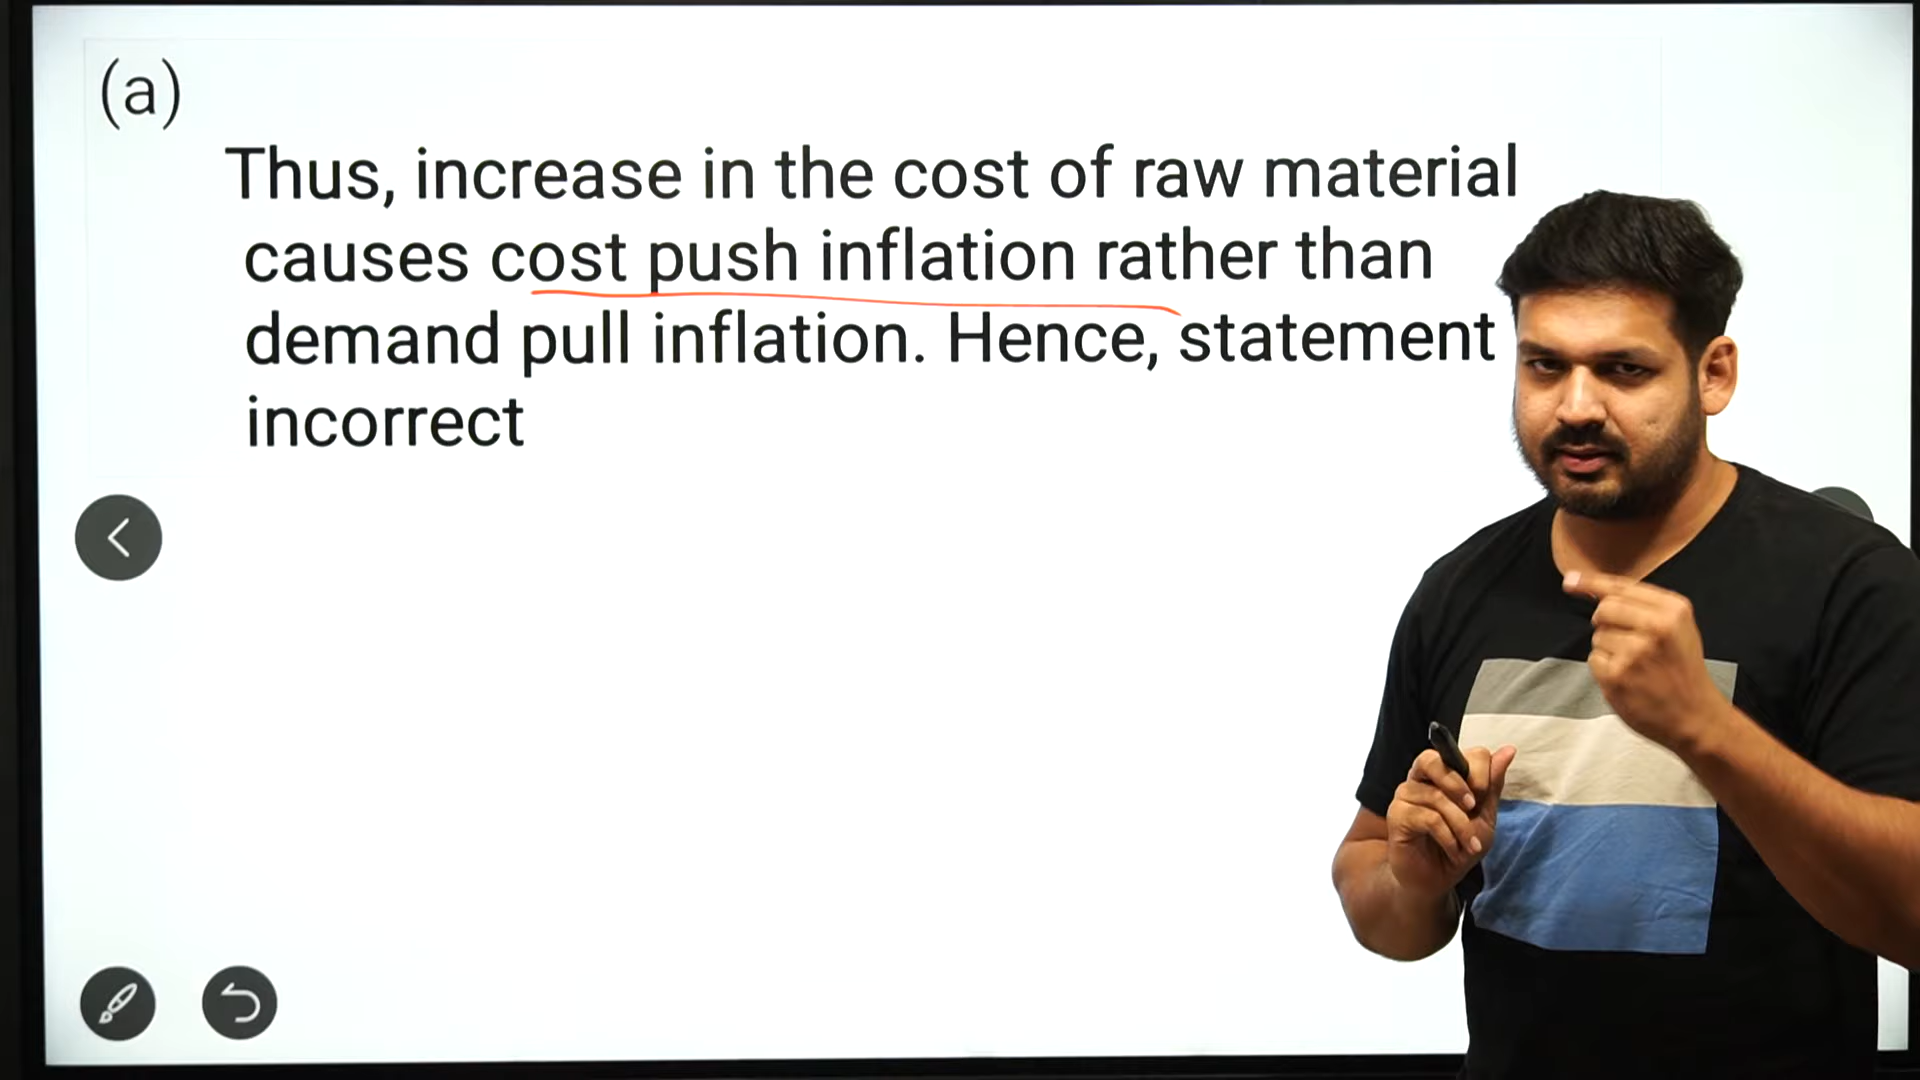 (a)
Thus, increase in the cost of raw material
causes cost push inflation rather than
demand pull inflation. Hence, statement
incorrect